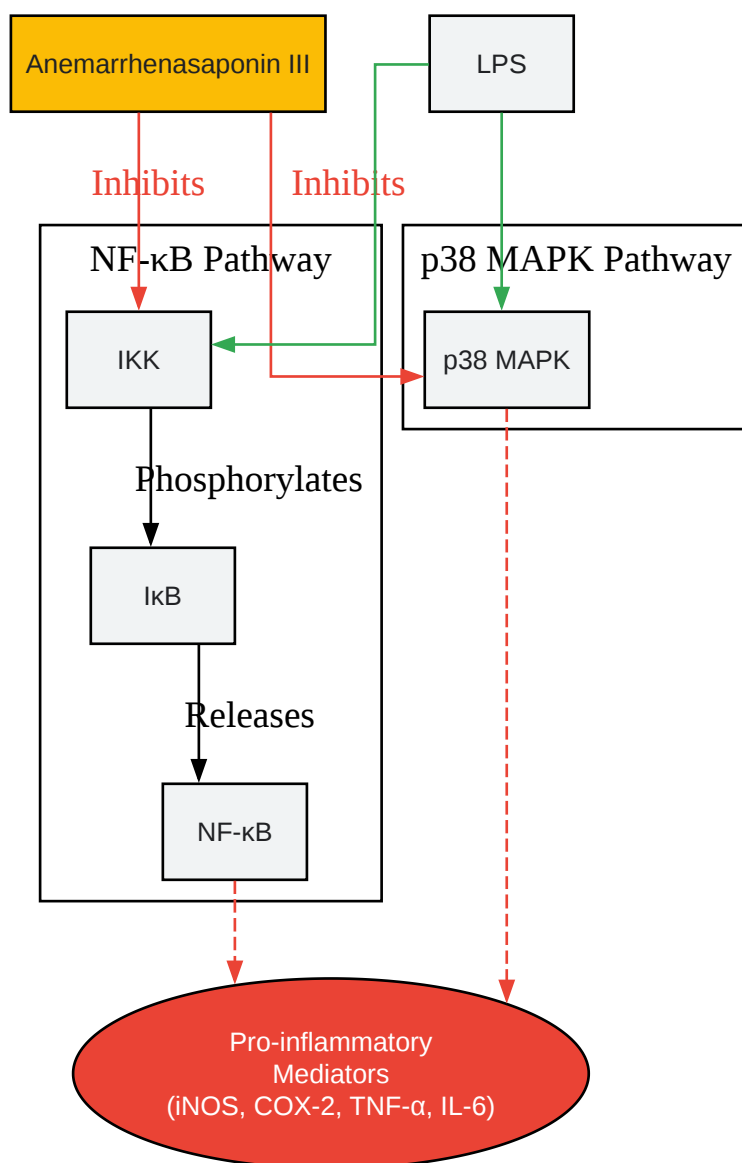 Anemarrhenasaponin III
LPS
Inhibits
Inhibits
NF-κB Pathway
p38 MAPK Pathway
IKK
p38 MAPK
Phosphorylates
IκB
Releases
NF-κB
Pro-inflammatory
Mediators
(iNOS, COX-2, TNF-α, IL-6)